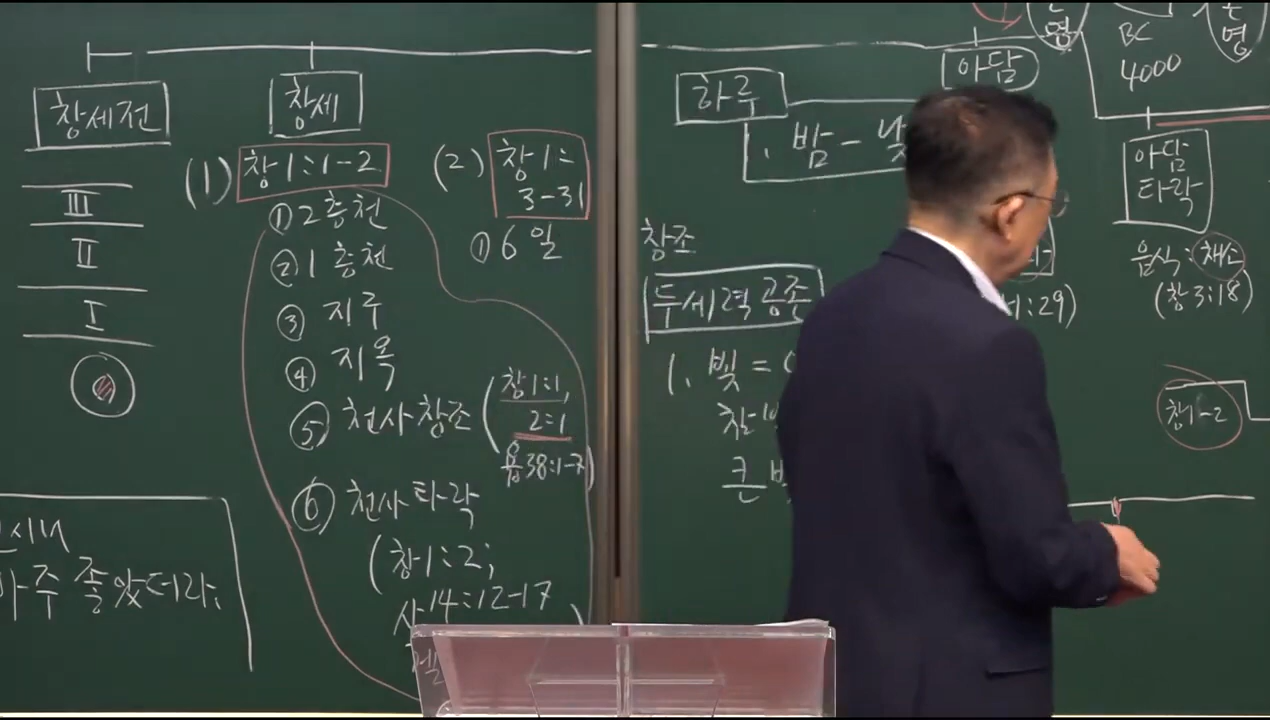 창세전
창세
(1) 창1:1-2
(2) 창1:
3-31
① 2층천
② 1층천
③ 지구
④ 지옥
⑤ 천사창조
(창1:1,
2:1
욥38:1-7)
⑥ 천사타락
(창1:2;
사14:12-17
① 6일
III
II
I
아주 좋았더라;
하루
1. 밤-낮
창조
두세력 공존
1. 빛=
큰
아담
명
BC
4000
명
아담
타락
음식: 채소
(창3:18)
:29)
창1-2